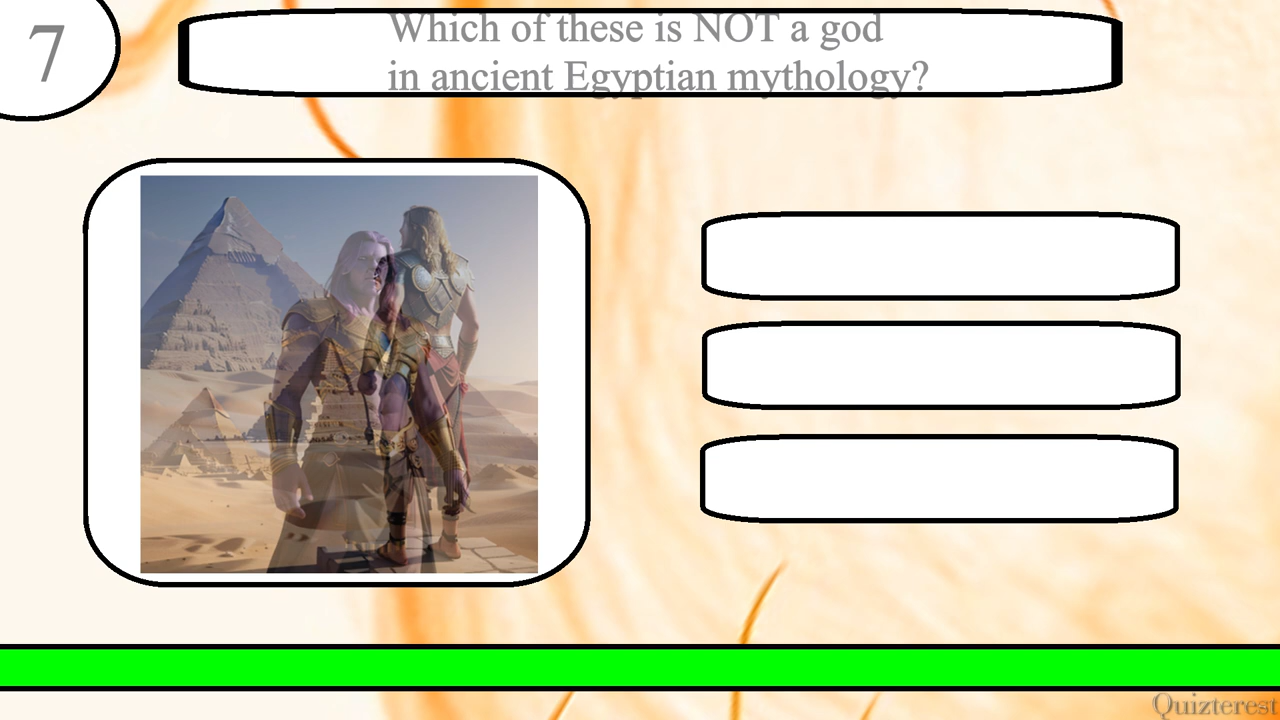 7
Which of these is NOT a god
in ancient Egyptian mythology?
Quizterest